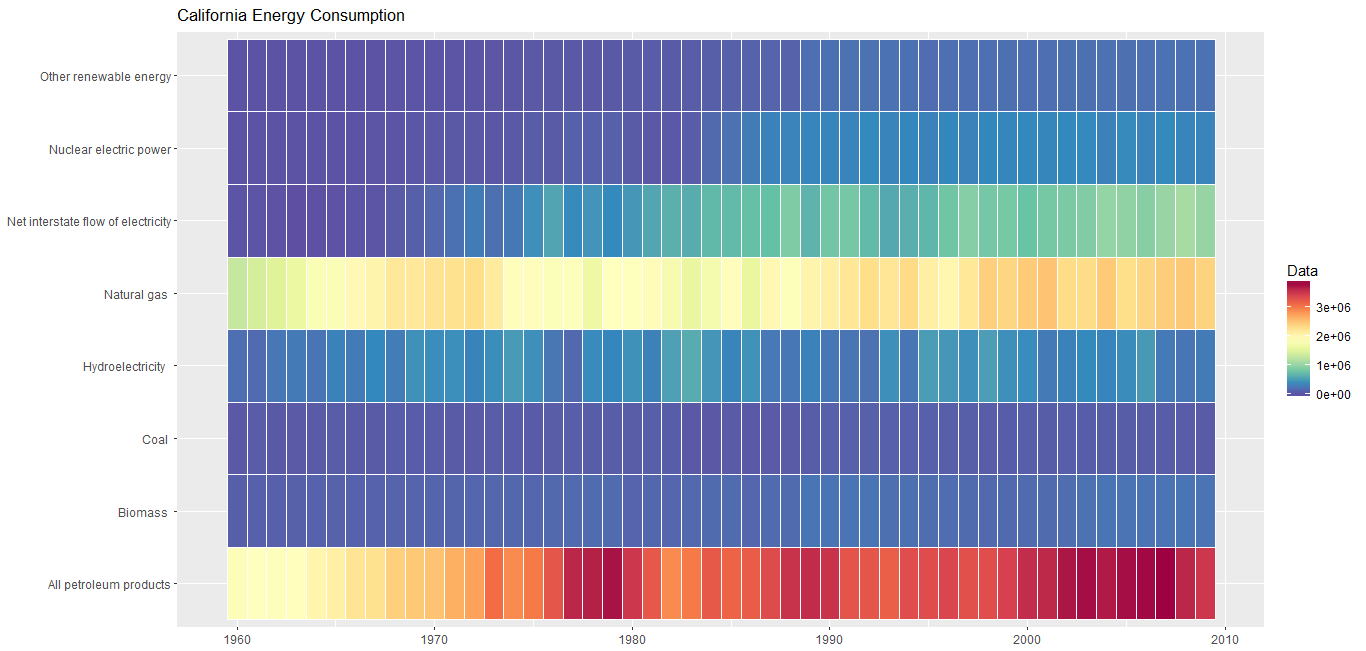 California Energy Consumption
Other renewable energy
Nuclear electric power
Net interstate flow of electricity
Natural gas
Hydroelectricity
Coal
Biomass
All petroleum products
1960 1970 1980 1990 2000 2010
Data
3e+06
2e+06
1e+06
0e+00